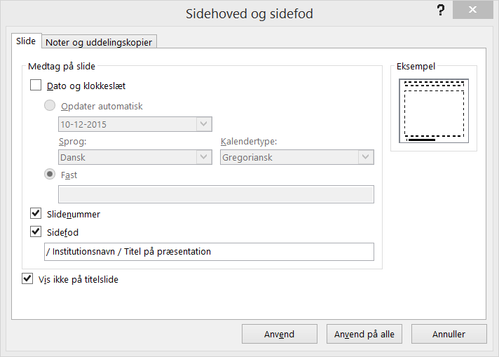 Sidehoved og sidefod
?
Slide
Noter og uddelingskopier
Medtag på slide
Eksempel
Dato og klokkeslæt
Opdater automatisk
10-12-2015
Sprog:
Kalendertype:
Dansk
Gregoriansk
Fast
Slidenummer
Sidefod
/ Institutionsnavn / Titel på præsentation
Vis ikke på titelslide
Anvend
Anvend på alle
Annuller